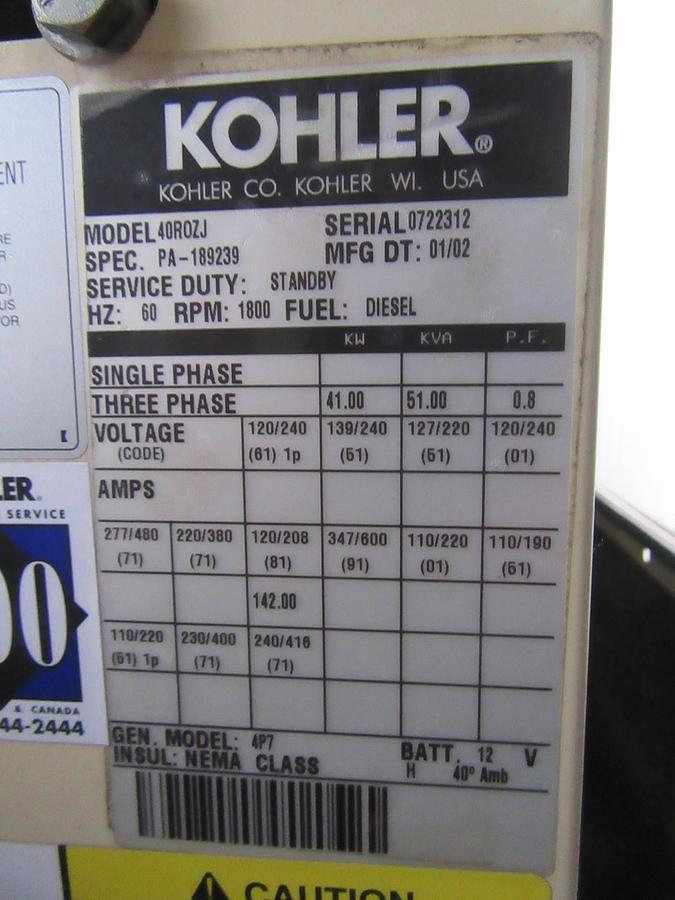 KOHLER®
KOHLER CO. KOHLER WI. USA
MODEL 40ROZJ SERIAL 0722312
SPEC. PA-189239 MFG DT: 01/02
SERVICE DUTY: STANDBY
HZ: 60 RPM: 1800 FUEL: DIESEL
KW KVA P.F.
SINGLE PHASE
THREE PHASE 41.00 51.00 0.8
VOLTAGE 120/240 139/240 127/220 120/240
(CODE) (61) 1p (51) (51) (01)
AMPS
277/480 220/380 120/208 347/600 110/220 110/190
(71) (71) (81) (91) (01) (51)
142.00
110/220 230/400 240/416
(51) 1p (71) (71)
GEN. MODEL: 4P7 BATT. 12 V
INSUL: NEMA CLASS H 40° Amb
CAUTION
ENT
RE
R
D)
US
OR
K
ER.
SERVICE
00
& CANADA
44-2444